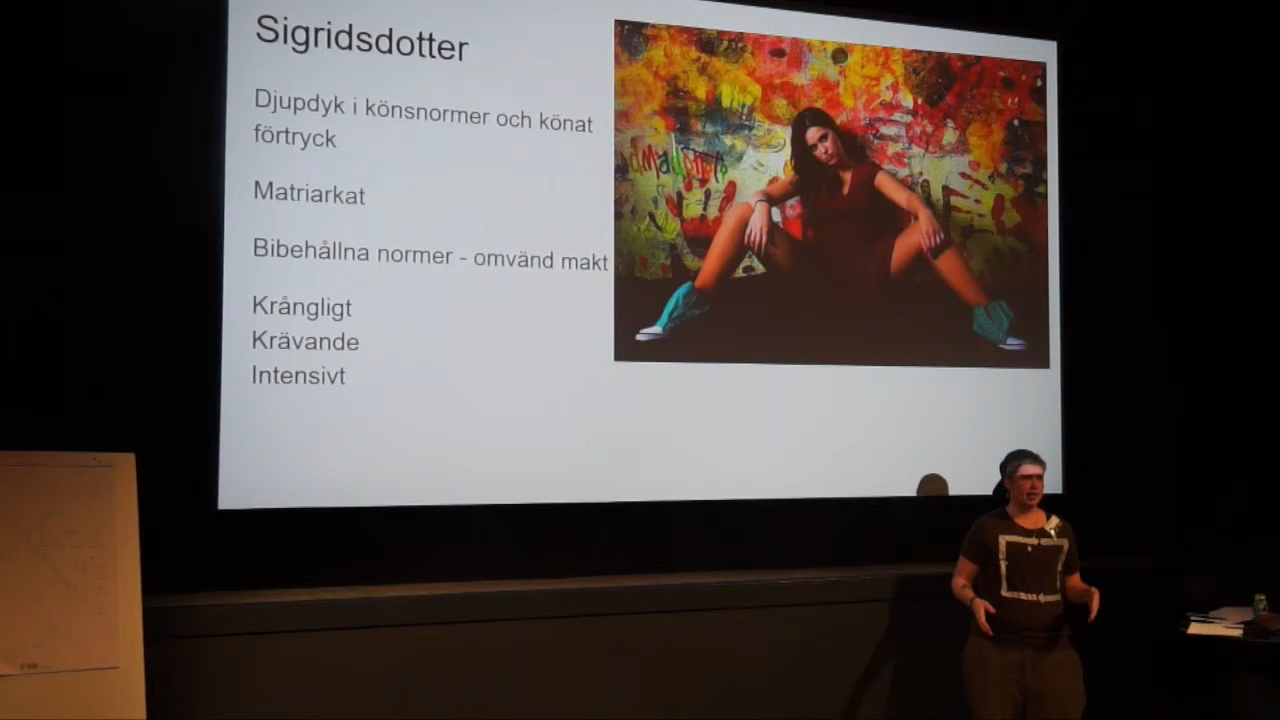 Sigridsdotter
Djupdyk i könsnormer och könat
förtryck
Matriarkat
Bibehållna normer - omvänd makt
Krångligt
Krävande
Intensivt